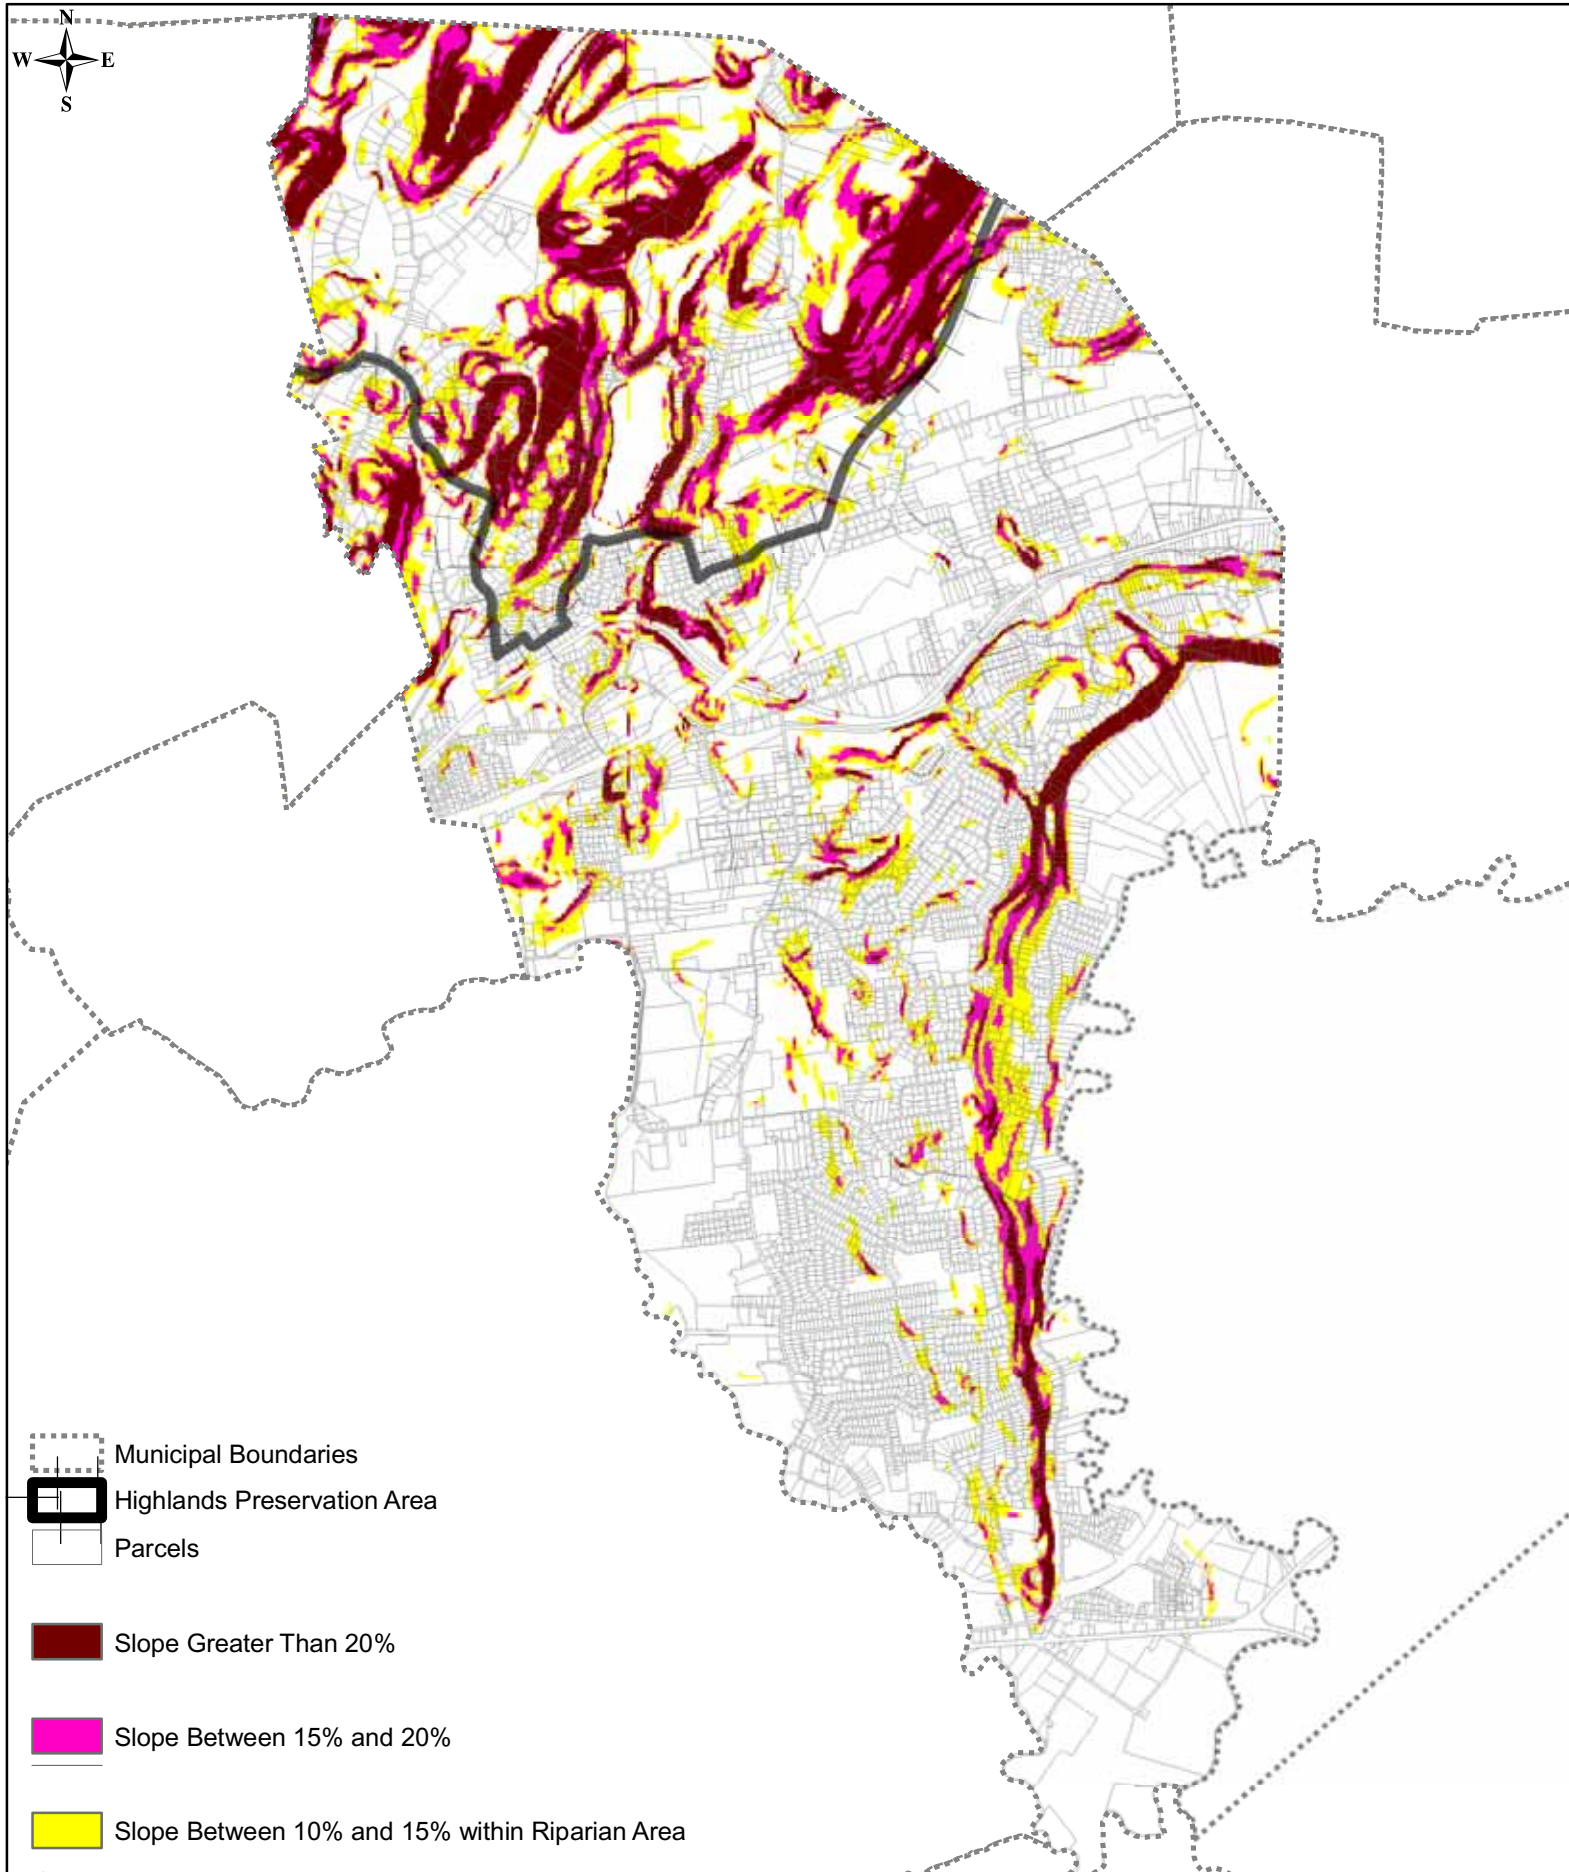 N
W E
S
Municipal Boundaries
Highlands Preservation Area
Parcels
Slope Greater Than 20%
Slope Between 15% and 20%
Slope Between 10% and 15% within Riparian Area